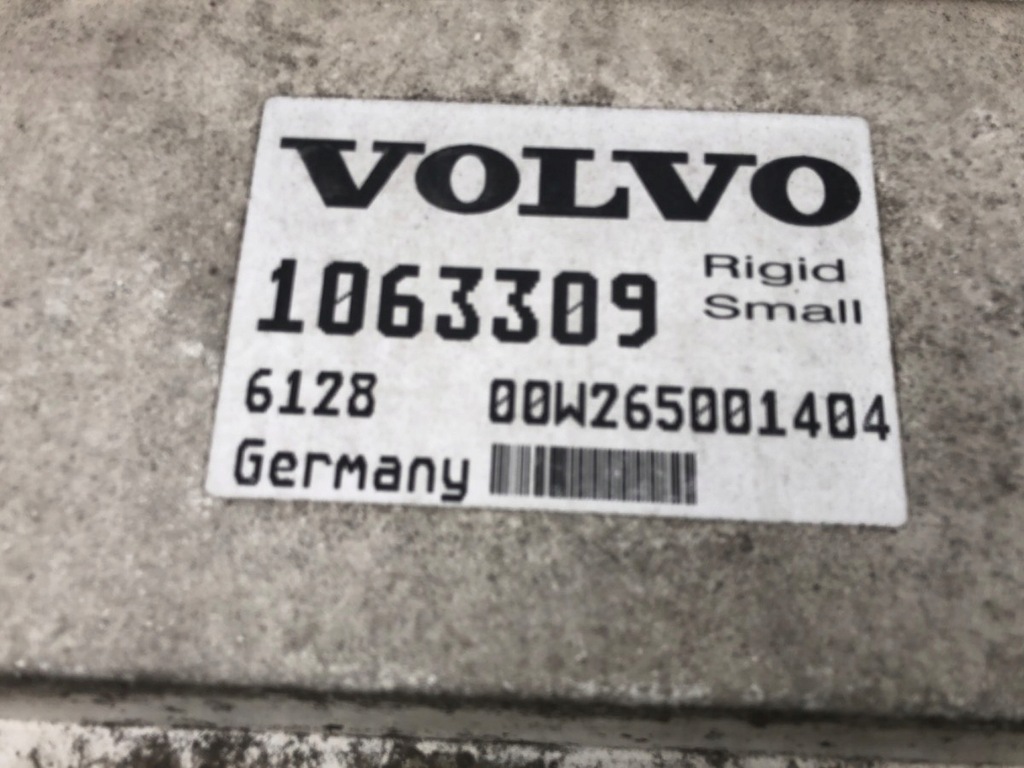 VOLVO
1063309 Rigid
Small
6128 00W265001404
Germany